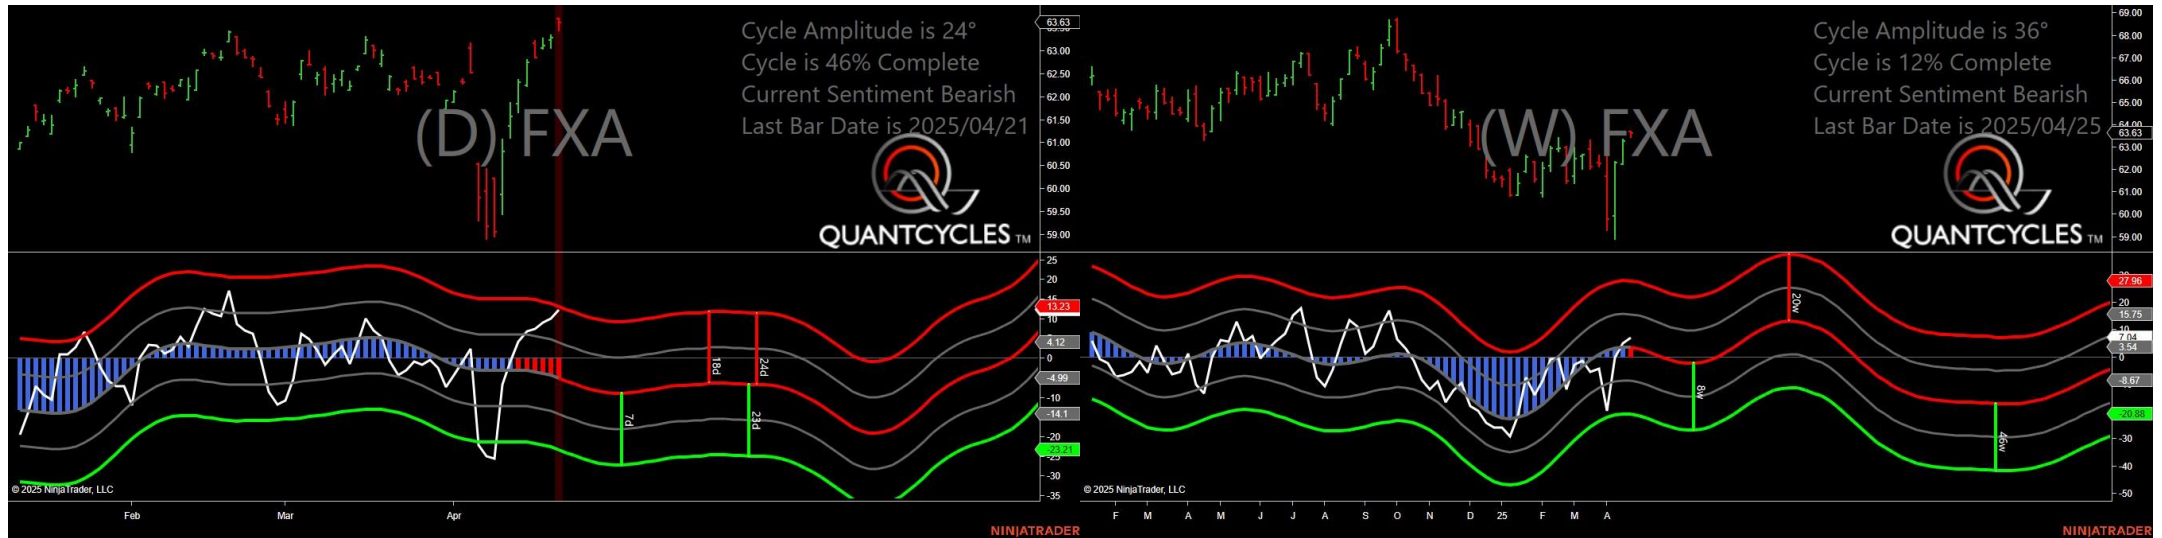 Cycle Amplitude is 24°
Cycle is 46% Complete
Current Sentiment Bearish
Last Bar Date is 2025/04/21
(D) FXA
QUANTCYCLES TM
63.63
63.00
62.50
62.00
61.50
61.00
60.50
60.00
59.50
59.00
25
20
15
13.23
10
4.12
0
-4.99
-10
-14.1
-20
-23.21
-25
-30
-35
18d
24d
7d
23d
© 2025 NinjaTrader, LLC
Feb
Mar
Apr
NINJATRADER
Cycle Amplitude is 36°
Cycle is 12% Complete
Current Sentiment Bearish
Last Bar Date is 2025/04/25
(W) FXA
QUANTCYCLES TM
69.00
68.00
67.00
66.00
65.00
64.00
63.63
63.00
62.00
61.00
60.00
59.00
27.96
20
15.75
10
7.04
3.54
0
-8.67
-20.88
-30
-40
-50
20w
8w
46w
© 2025 NinjaTrader, LLC
F
M
A
M
J
J
A
S
O
N
D
25
F
M
A
NINJATRADER